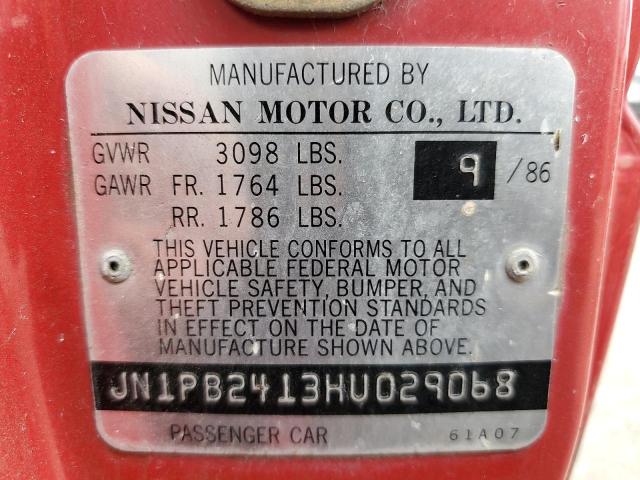 MANUFACTURED BY
NISSAN MOTOR CO., LTD.
GVWR 3098 LBS.
9 /86
GAWR FR. 1764 LBS.
RR. 1786 LBS.
THIS VEHICLE CONFORMS TO ALL
APPLICABLE FEDERAL MOTOR
VEHICLE SAFETY, BUMPER, AND
THEFT PREVENTION STANDARDS
IN EFFECT ON THE DATE OF
MANUFACTURE SHOWN ABOVE.
JN1PB2413HU029068
PASSENGER CAR 61A07